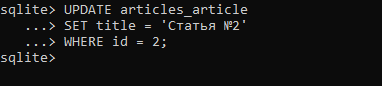 sqlite> UPDATE articles_article
...> SET title = 'Статья №2'
...> WHERE id = 2;
sqlite>